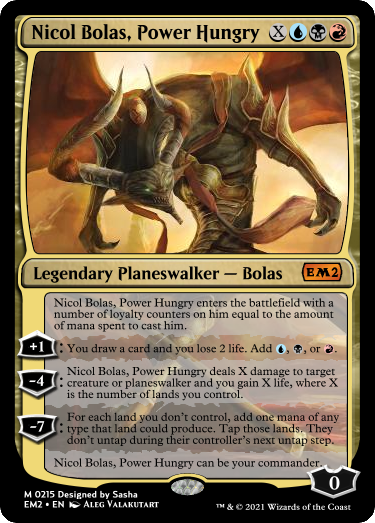 Nicol Bolas, Power Hungry X
Legendary Planeswalker — Bolas EM2
Nicol Bolas, Power Hungry enters the battlefield with a
number of loyalty counters on him equal to the amount
of mana spent to cast him.
+1: You draw a card and you lose 2 life. Add , , or .
-4: Nicol Bolas, Power Hungry deals X damage to target
creature or planeswalker and you gain X life, where X
is the number of lands you control.
-7: For each land you don't control, add one mana of any
type that land could produce. Tap those lands. They
don't untap during their controller's next untap step.
Nicol Bolas, Power Hungry can be your commander.
0
M 0215 Designed by Sasha
EM2 • EN Aleg Valakutart ™ & © 2021 Wizards of the Coast